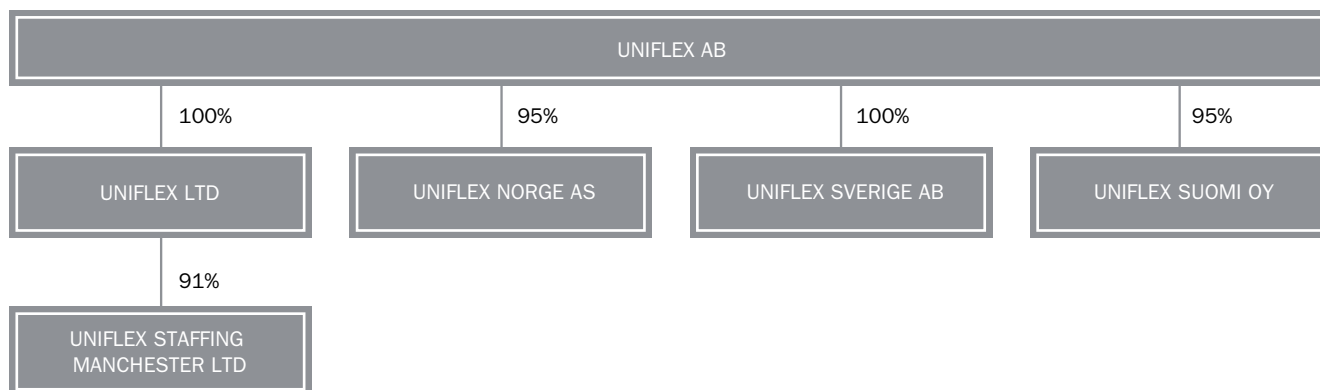 UNIFLEX AB
100%
95%
100%
95%
UNIFLEX LTD
UNIFLEX NORGE AS
UNIFLEX SVERIGE AB
UNIFLEX SUOMI OY
91%
UNIFLEX STAFFING
MANCHESTER LTD